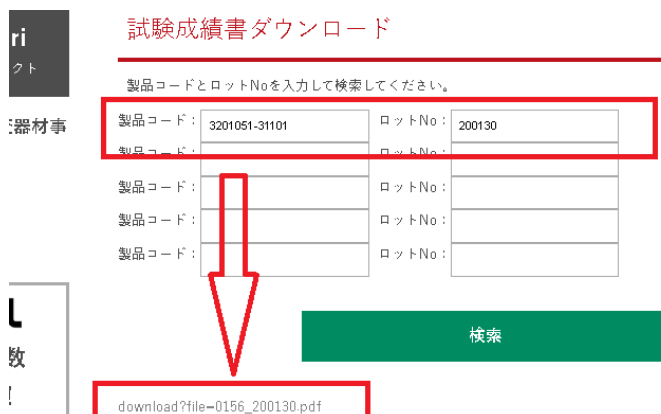 ri
クト
器材事
試験成績書ダウンロード
製品コードとロットNoを入力して検索してください。
製品コード： 3201051-31101 ロットNo： 200130
製品コード： ロットNo：
製品コード： ロットNo：
製品コード： ロットNo：
製品コード： ロットNo：
検索
数
download?file=0156_200130.pdf